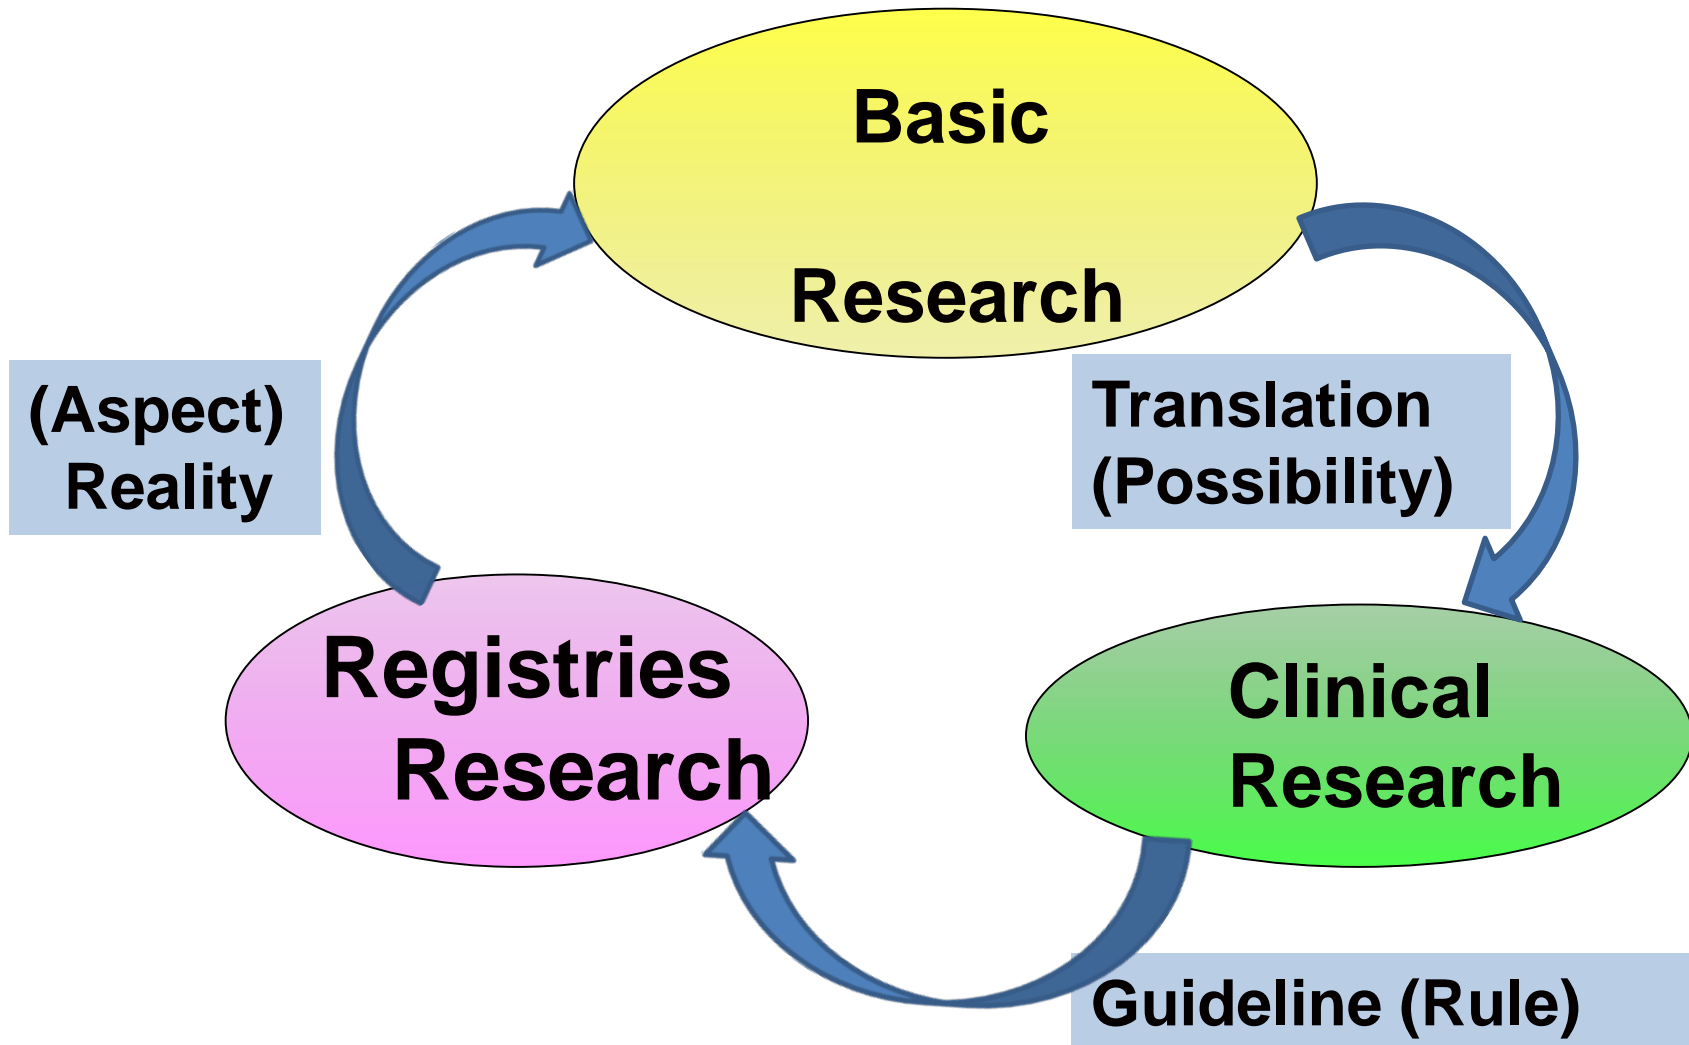 Basic
Research
(Aspect)
Reality
Translation
(Possibility)
Registries
Research
Clinical
Research
Guideline (Rule)